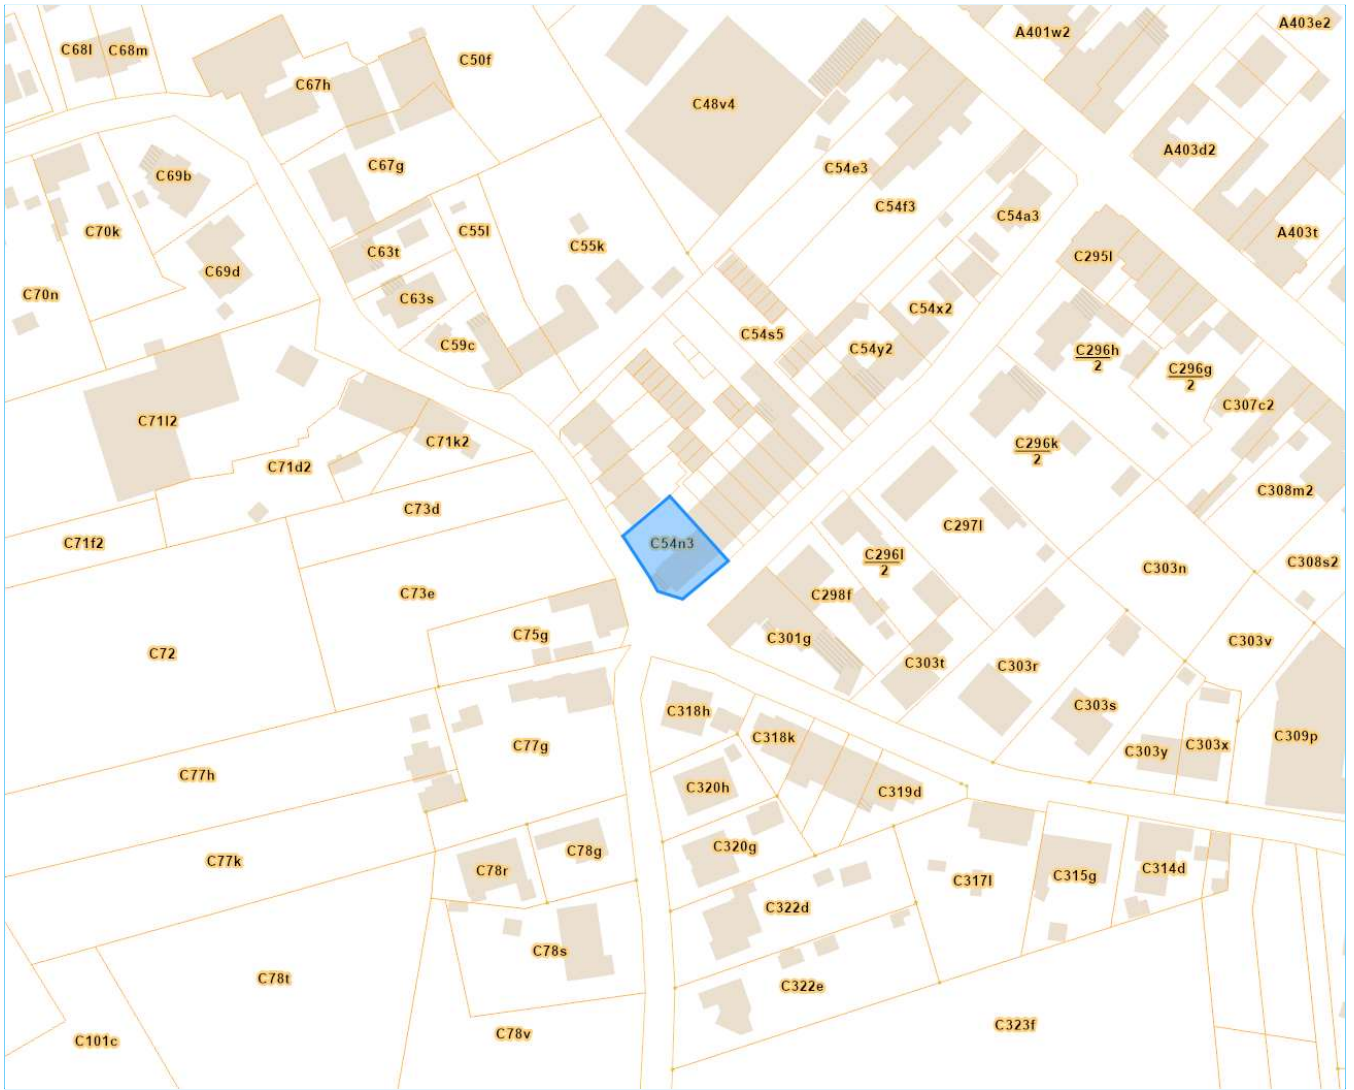 A403e2
A401w2
C68l
C68m
C50f
C67h
C48v4
A403d2
C67g
C54e3
C69b
C54f3
C54a3
C70k
C55l
A403t
C63t
C55k
C295l
C69d
C70n
C63s
C54x2
C54s5
C59c
C54y2
C296h
2
C296g
2
C307c2
C71l2
C71k2
C296k
2
C71d2
C308m2
C73d
C297l
C71f2
C54n3
C296l
2
C308s2
C303n
C73e
C298f
C75g
C301g
C303v
C72
C303t
C303r
C303s
C318h
C318k
C77g
C303y
C303x
C309p
C77h
C320h
C319d
C320g
C78g
C77k
C78r
C314d
C317l
C315g
C322d
C78s
C78t
C322e
C323f
C78v
C101c